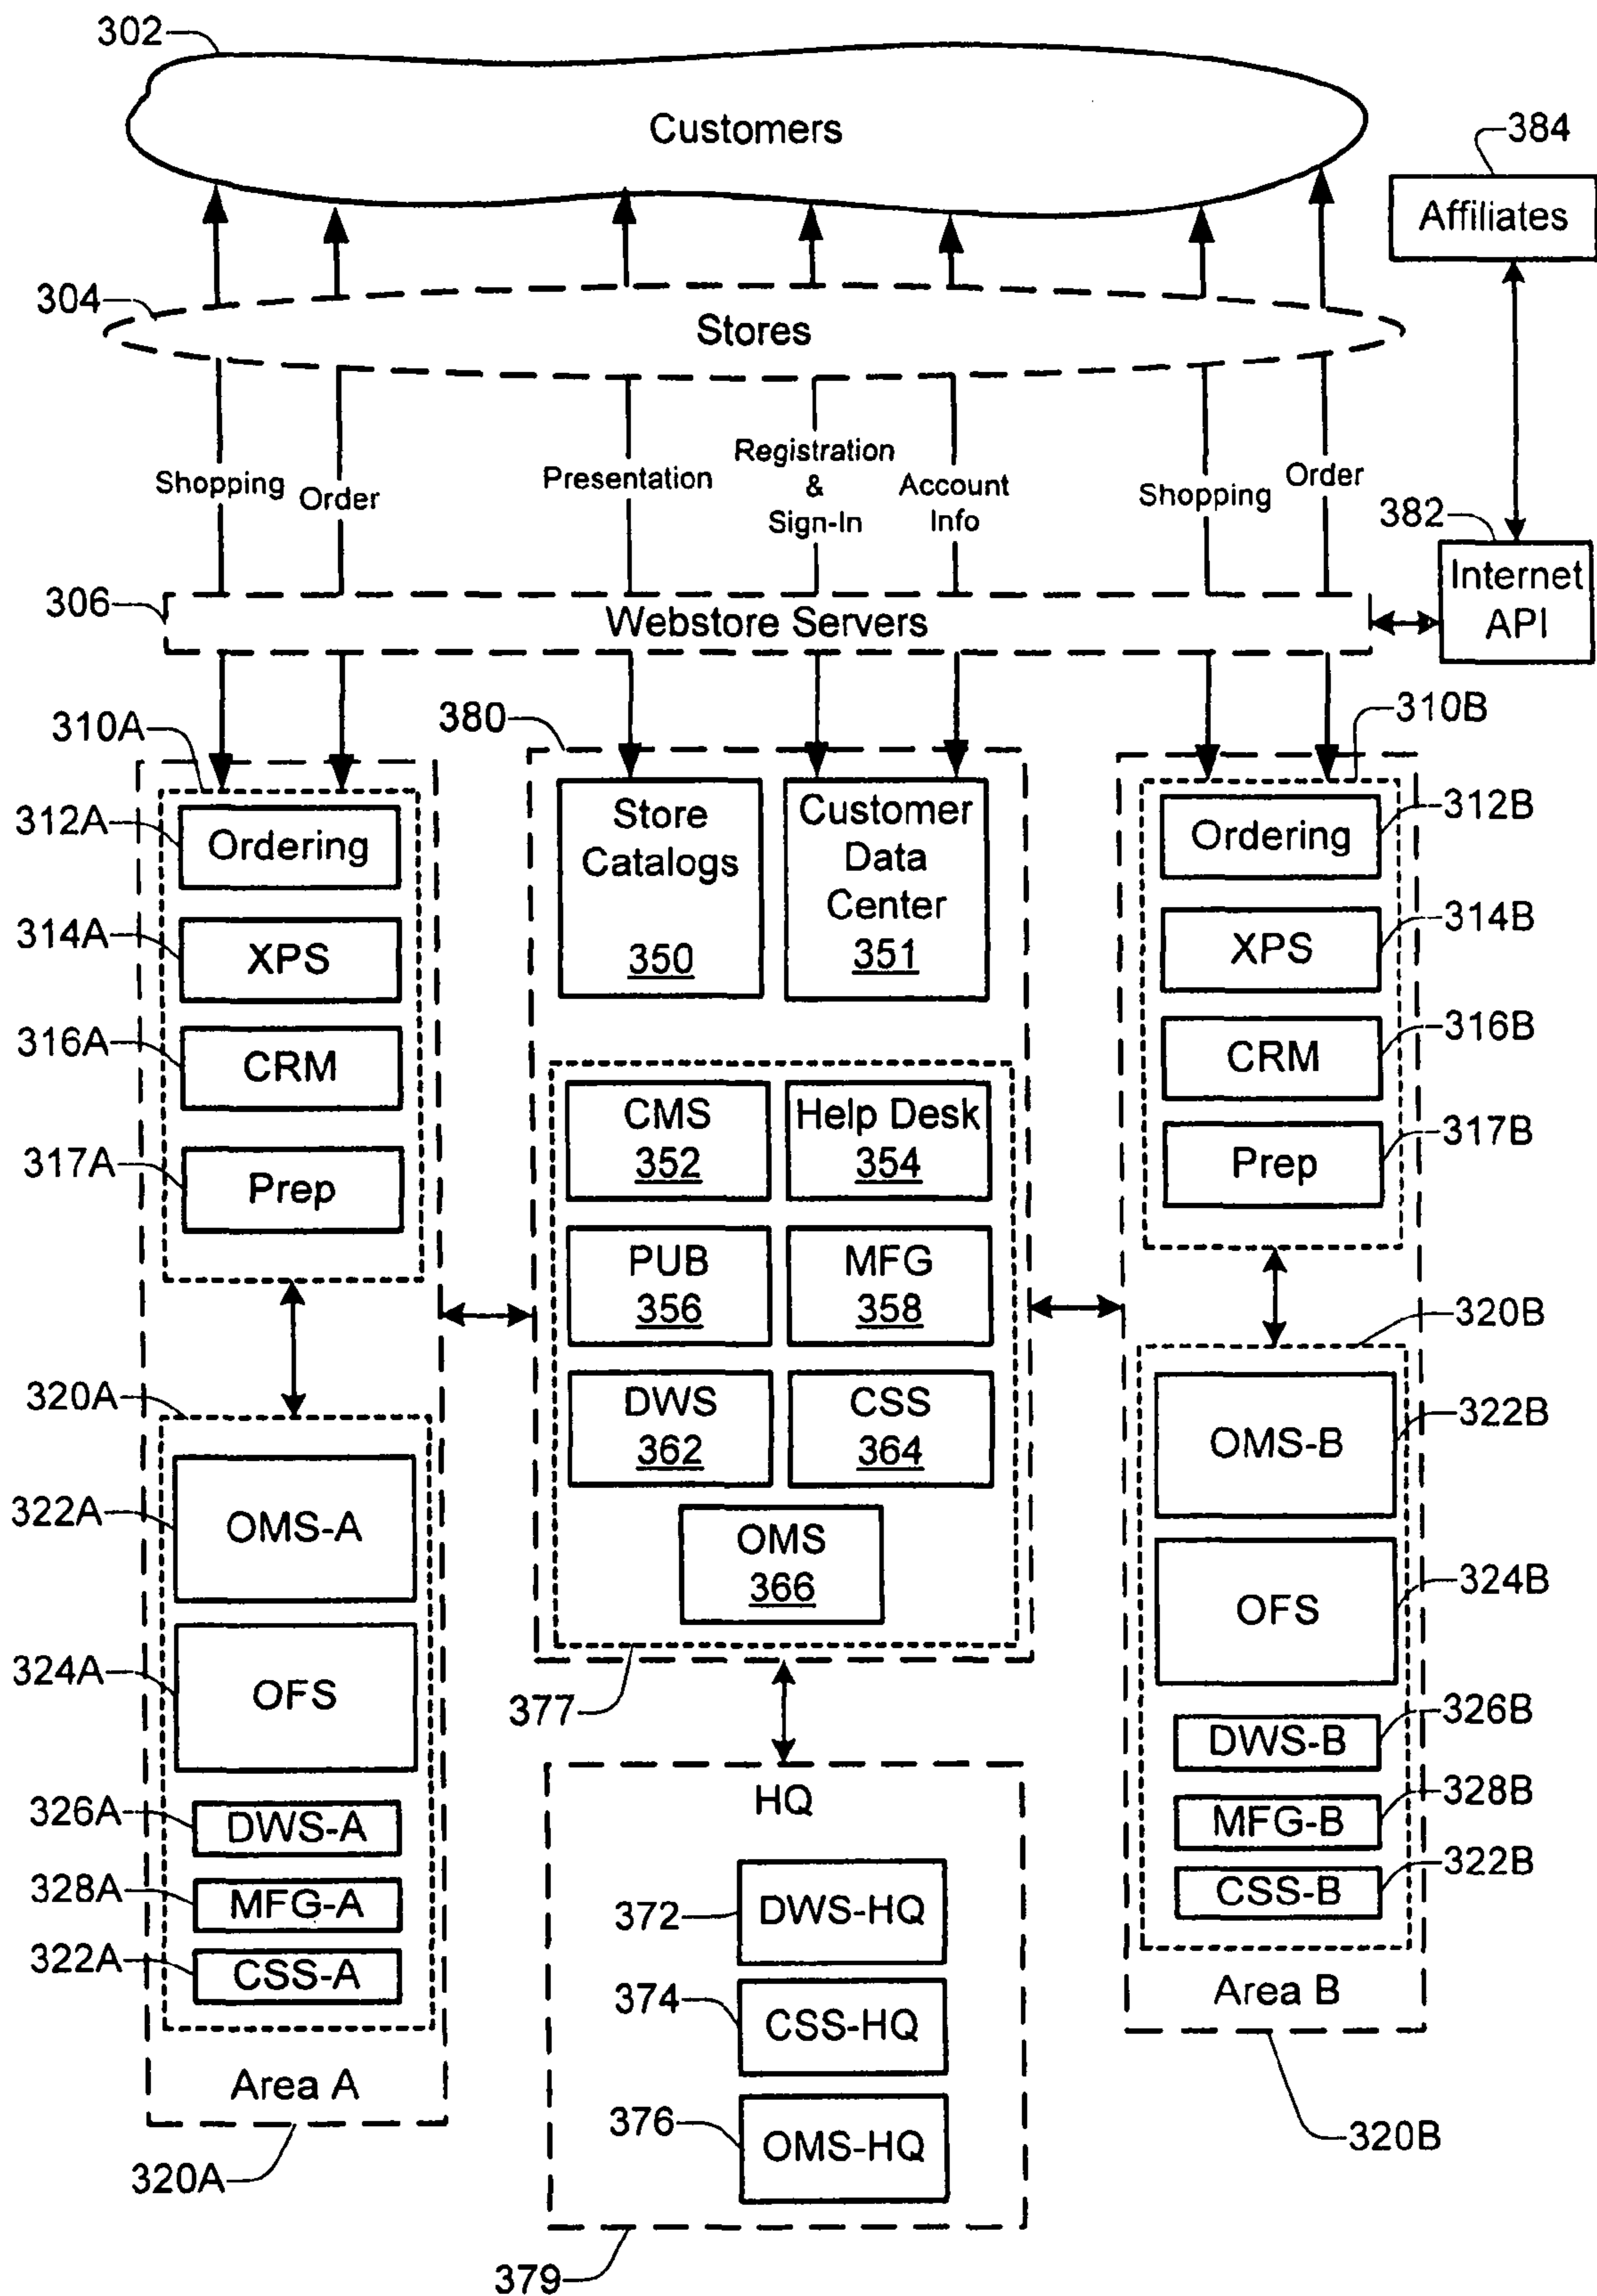 302
Customers
384
Affiliates
304
Stores
Shopping
Order
Presentation
Registration
&
Sign-In
Account
Info
Shopping
Order
382
Internet
API
306
Webstore Servers
310A
312A
Ordering
314A
XPS
316A
CRM
317A
Prep
320A
322A
OMS-A
324A
OFS
326A
DWS-A
328A
MFG-A
322A
CSS-A
Area A
320A
380
Store
Catalogs
350
Customer
Data
Center
351
CMS
352
Help Desk
354
PUB
356
MFG
358
DWS
362
CSS
364
OMS
366
377
HQ
372
DWS-HQ
374
CSS-HQ
376
OMS-HQ
379
310B
Ordering
312B
XPS
314B
CRM
316B
Prep
317B
320B
OMS-B
322B
OFS
324B
DWS-B
326B
MFG-B
328B
CSS-B
322B
Area B
320B